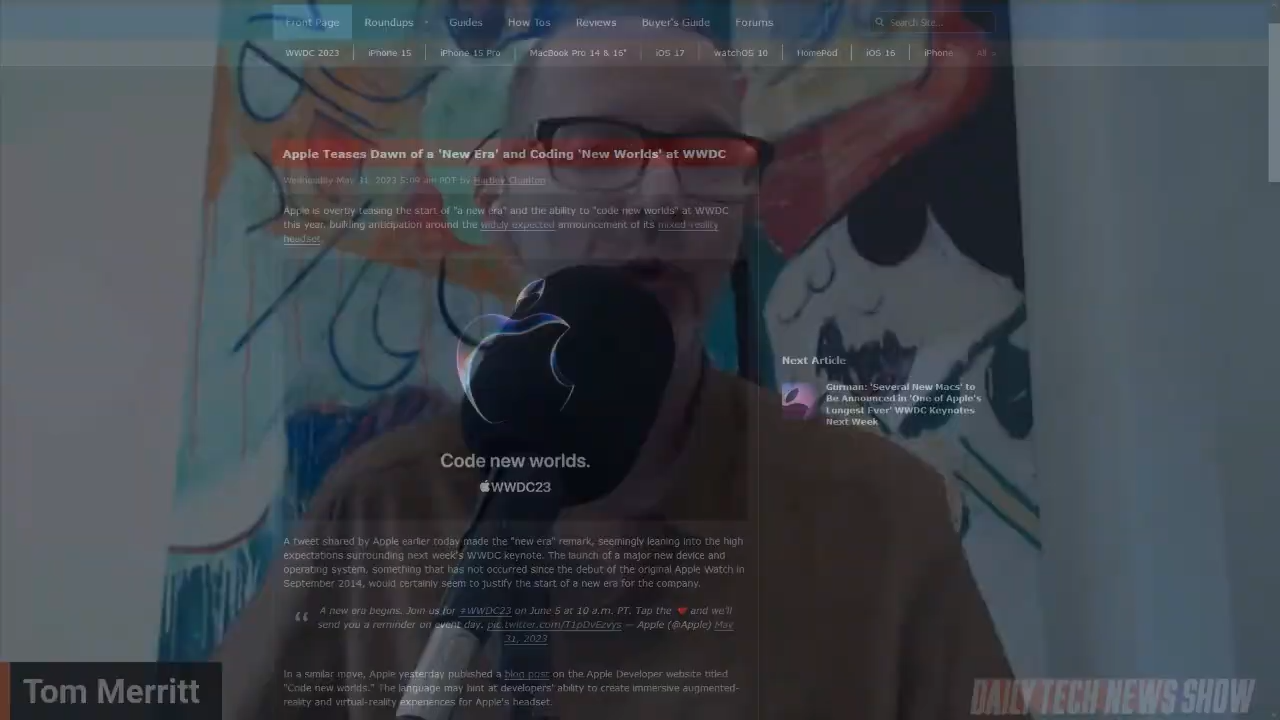 Front Page Roundups Guides How Tos Reviews Buyer's Guide Forums Search Site...
WWDC 2023 iPhone 15 iPhone 15 Pro MacBook Pro 14 & 16" iOS 17 watchOS 10 HomePod iOS 16 iPhone All
Apple Teases Dawn of a 'New Era' and Coding 'New Worlds' at WWDC
Wednesday May 31, 2023 5:09 am PDT by Hartley Charlton
Apple is overtly teasing the start of "a new era" and the ability to "code new worlds" at WWDC
this year, building anticipation around the widely expected announcement of its mixed-reality
headset.
Next Article
Gurman: 'Several New Macs' to
Be Announced in 'One of Apple's
Longest Ever' WWDC Keynotes
Next Week
Code new worlds.
WWDC23
A tweet shared by Apple earlier today made the "new era" remark, seemingly leaning into the high
expectations surrounding next week's WWDC keynote. The launch of a major new device and
operating system, something that has not occurred since the debut of the original Apple Watch in
September 2014, would certainly seem to justify the start of a new era for the company.
A new era begins. Join us for #WWDC23 on June 5 at 10 a.m. PT. Tap the ❤️ and we'll
send you a reminder on event day. pic.twitter.com/T1pDvEzvys — Apple (@Apple) May
31, 2023
In a similar move, Apple yesterday published a blog post on the Apple Developer website titled
"Code new worlds." The language may hint at developers' ability to create immersive augmented-
reality and virtual-reality experiences for Apple's headset.
Tom Merritt
DAILY TECH NEWS SHOW